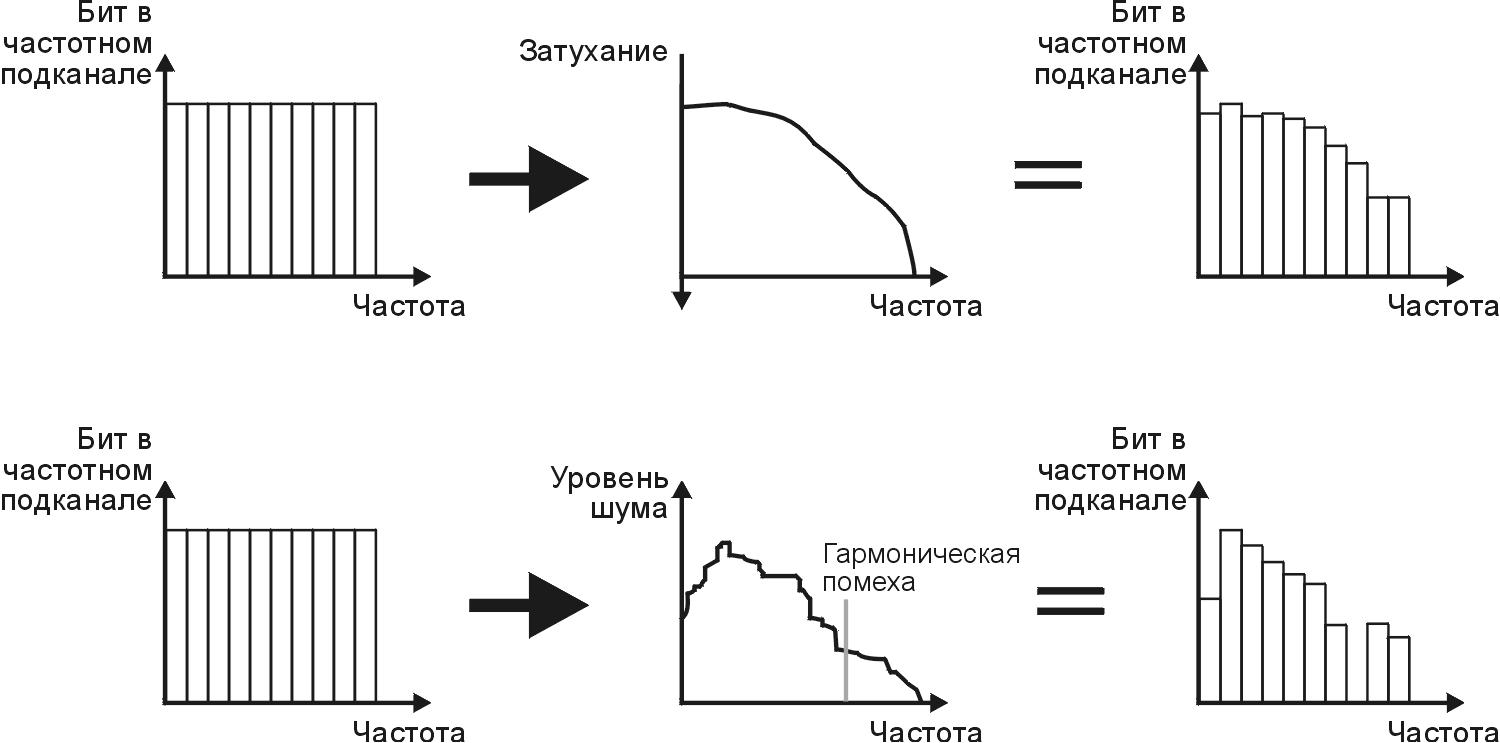 Бит в
частотном
подканале
Частота
Затухание
Частота
Бит в
частотном
подканале
Частота
Бит в
частотном
подканале
Частота
Уровень
шума
Гармоническая
помеха
Частота
Бит в
частотном
подканале
Частота